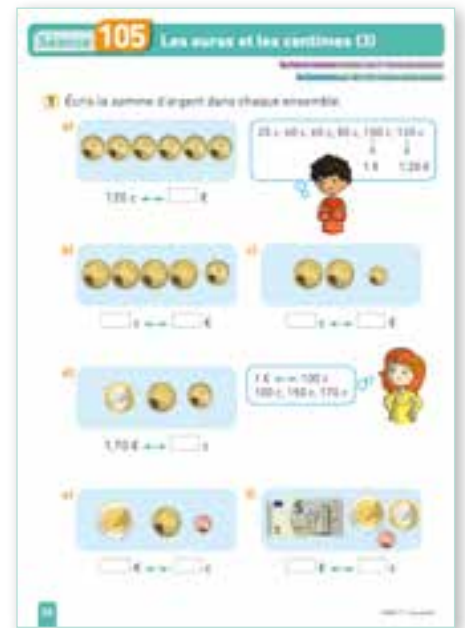 Séance 105 Les euros et les centimes (3)
1 Écris la somme d'argent dans chaque ensemble.
a)
20 c, 40 c, 60 c, 80 c, 100 c, 120 c
1 € 1,20 €
120 c ↔ €
b) c)
c ↔ € c ↔ €
d)
1 € ↔ 100 c
100 c, 150 c, 170 c
1,70 € ↔ c
e) f)
€ ↔ c € ↔ c